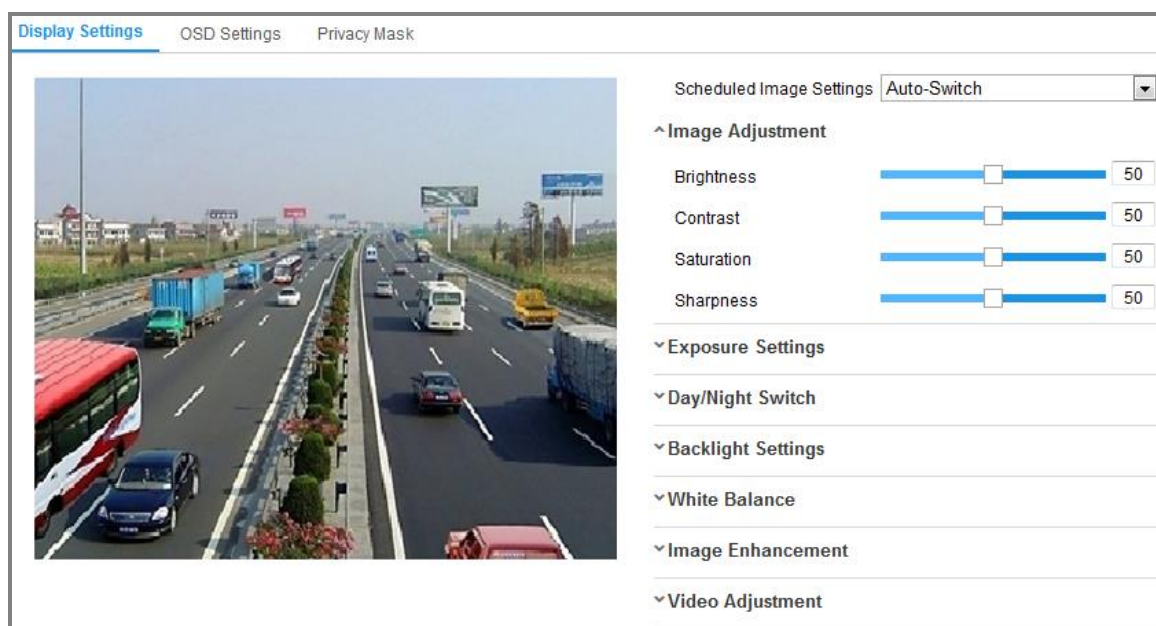 Display Settings OSD Settings Privacy Mask
Scheduled Image Settings Auto-Switch
Image Adjustment
Brightness 50
Contrast 50
Saturation 50
Sharpness 50
Exposure Settings
Day/Night Switch
Backlight Settings
White Balance
Image Enhancement
Video Adjustment